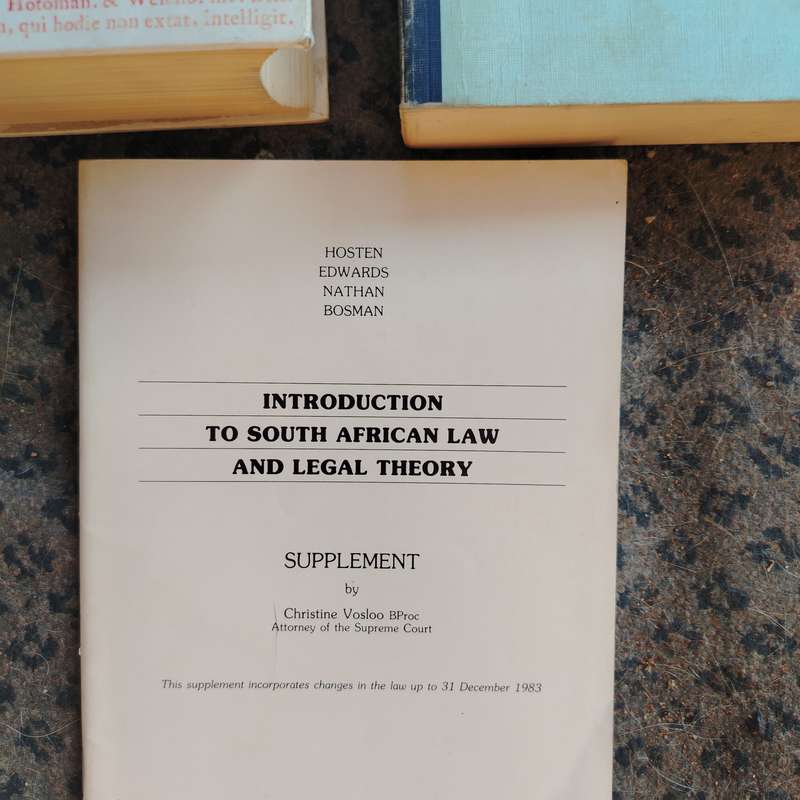 Hotoman. &
, qui hodie non extat, intelligit.
HOSTEN
EDWARDS
NATHAN
BOSMAN
INTRODUCTION
TO SOUTH AFRICAN LAW
AND LEGAL THEORY
SUPPLEMENT
by
Christine Vosloo BProc
Attorney of the Supreme Court
This supplement incorporates changes in the law up to 31 December 1983